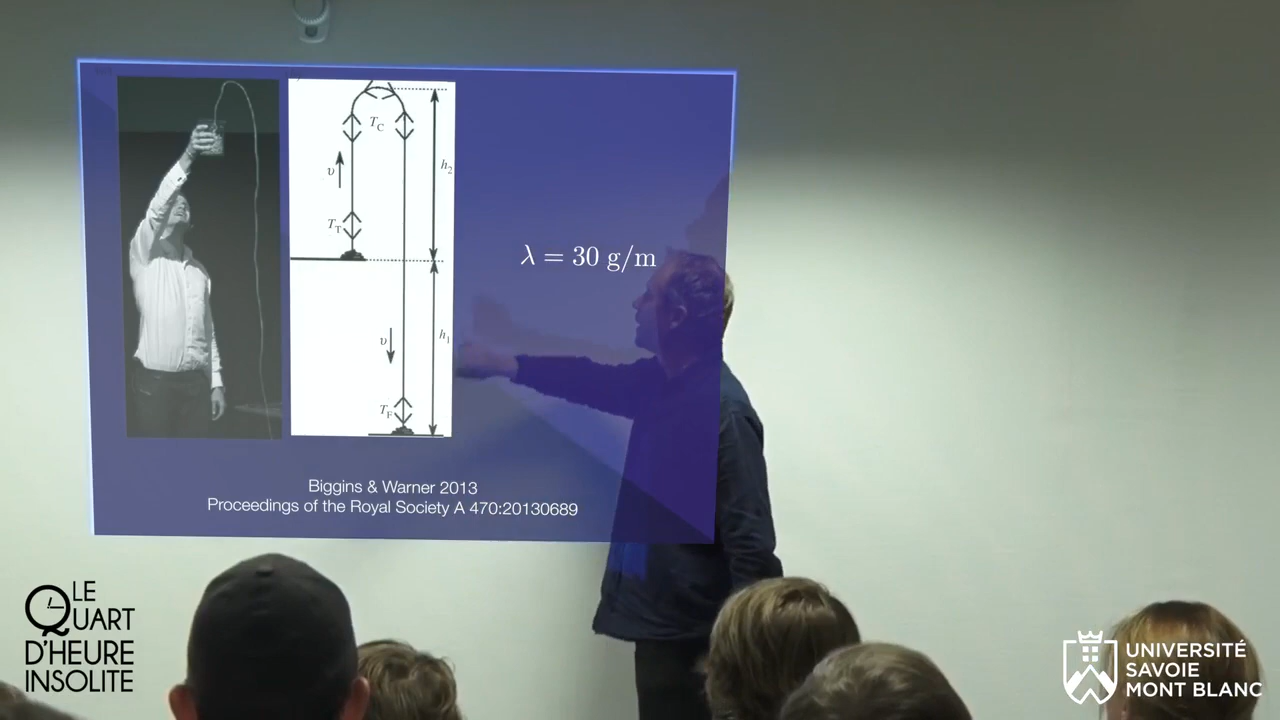 T_C
h_2
υ
T_T
λ = 30 g/m
h_1
υ
T_F
Biggins & Warner 2013
Proceedings of the Royal Society A 470:20130689
LE
QUART
D'HEURE
INSOLITE
UNIVERSITÉ
SAVOIE
MONT BLANC